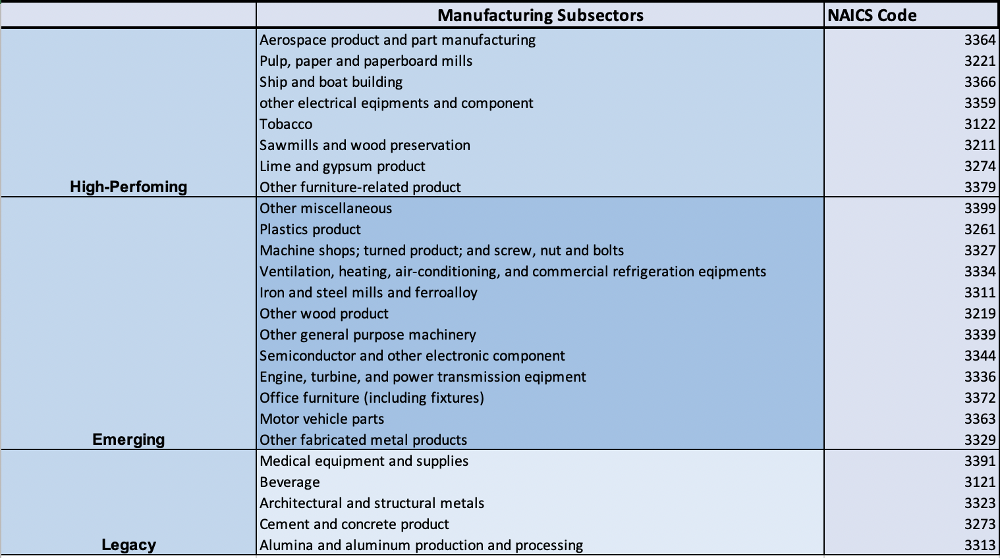 Manufacturing Subsectors NAICS Code
Aerospace product and part manufacturing 3364
Pulp, paper and paperboard mills 3221
Ship and boat building 3366
other electrical eqipments and component 3359
Tobacco 3122
Sawmills and wood preservation 3211
Lime and gypsum product 3274
High-Perfoming Other furniture-related product 3379
Other miscellaneous 3399
Plastics product 3261
Machine shops; turned product; and screw, nut and bolts 3327
Ventilation, heating, air-conditioning, and commercial refrigeration eqipments 3334
Iron and steel mills and ferroalloy 3311
Other wood product 3219
Other general purpose machinery 3339
Semiconductor and other electronic component 3344
Engine, turbine, and power transmission eqipment 3336
Office furniture (including fixtures) 3372
Motor vehicle parts 3363
Emerging Other fabricated metal products 3329
Medical equipment and supplies 3391
Beverage 3121
Architectural and structural metals 3323
Cement and concrete product 3273
Legacy Alumina and aluminum production and processing 3313